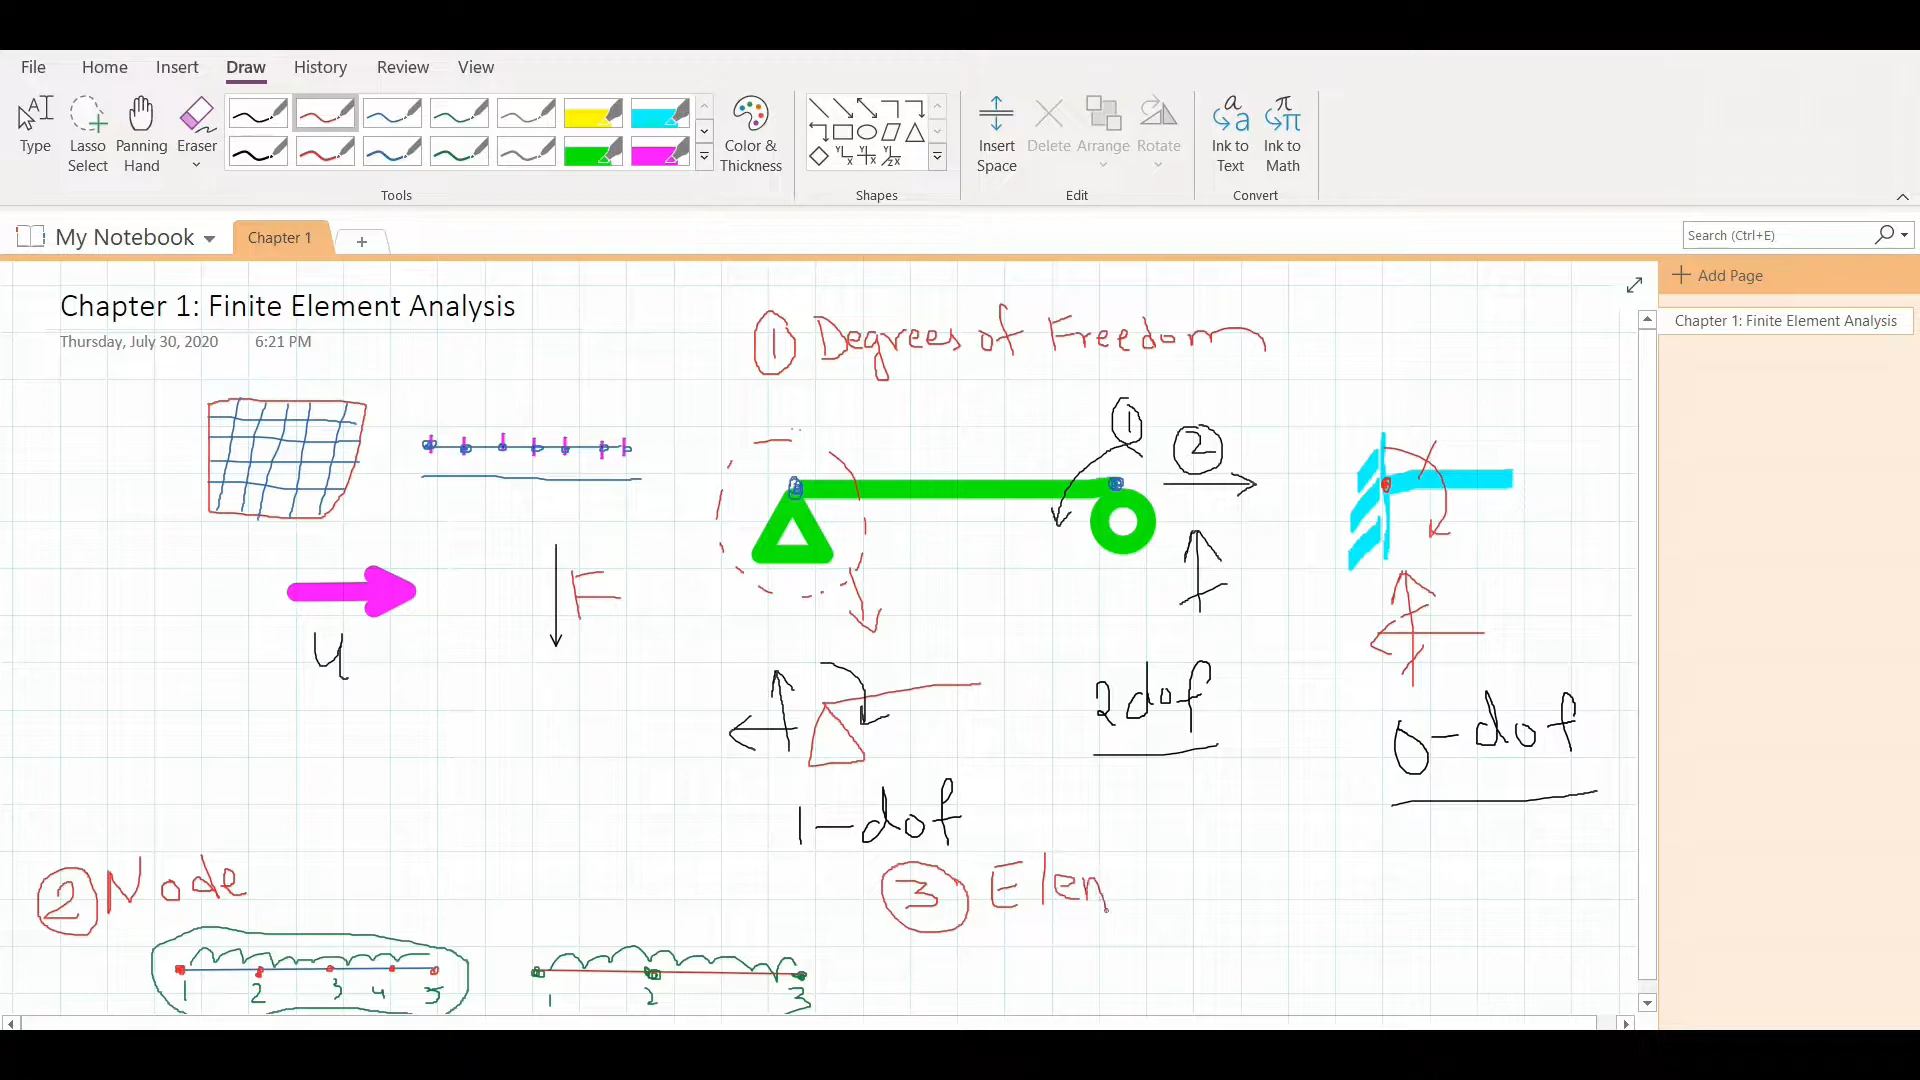 File Home Insert Draw History Review View
Type
Lasso Select
Panning Hand
Eraser
Color & Thickness
Insert Space
Delete
Arrange
Rotate
Ink to Text
Ink to Math
Tools
Shapes
Edit
Convert
My Notebook
Chapter 1
Search (Ctrl+E)
Add Page
Chapter 1: Finite Element Analysis
Chapter 1: Finite Element Analysis
Thursday, July 30, 2020 6:21 PM
① Degrees of Freedom
①
②
F
u
2 dof
0-dof
1-dof
② Node
③ Elem
1 2 3 4 5
1 2 3